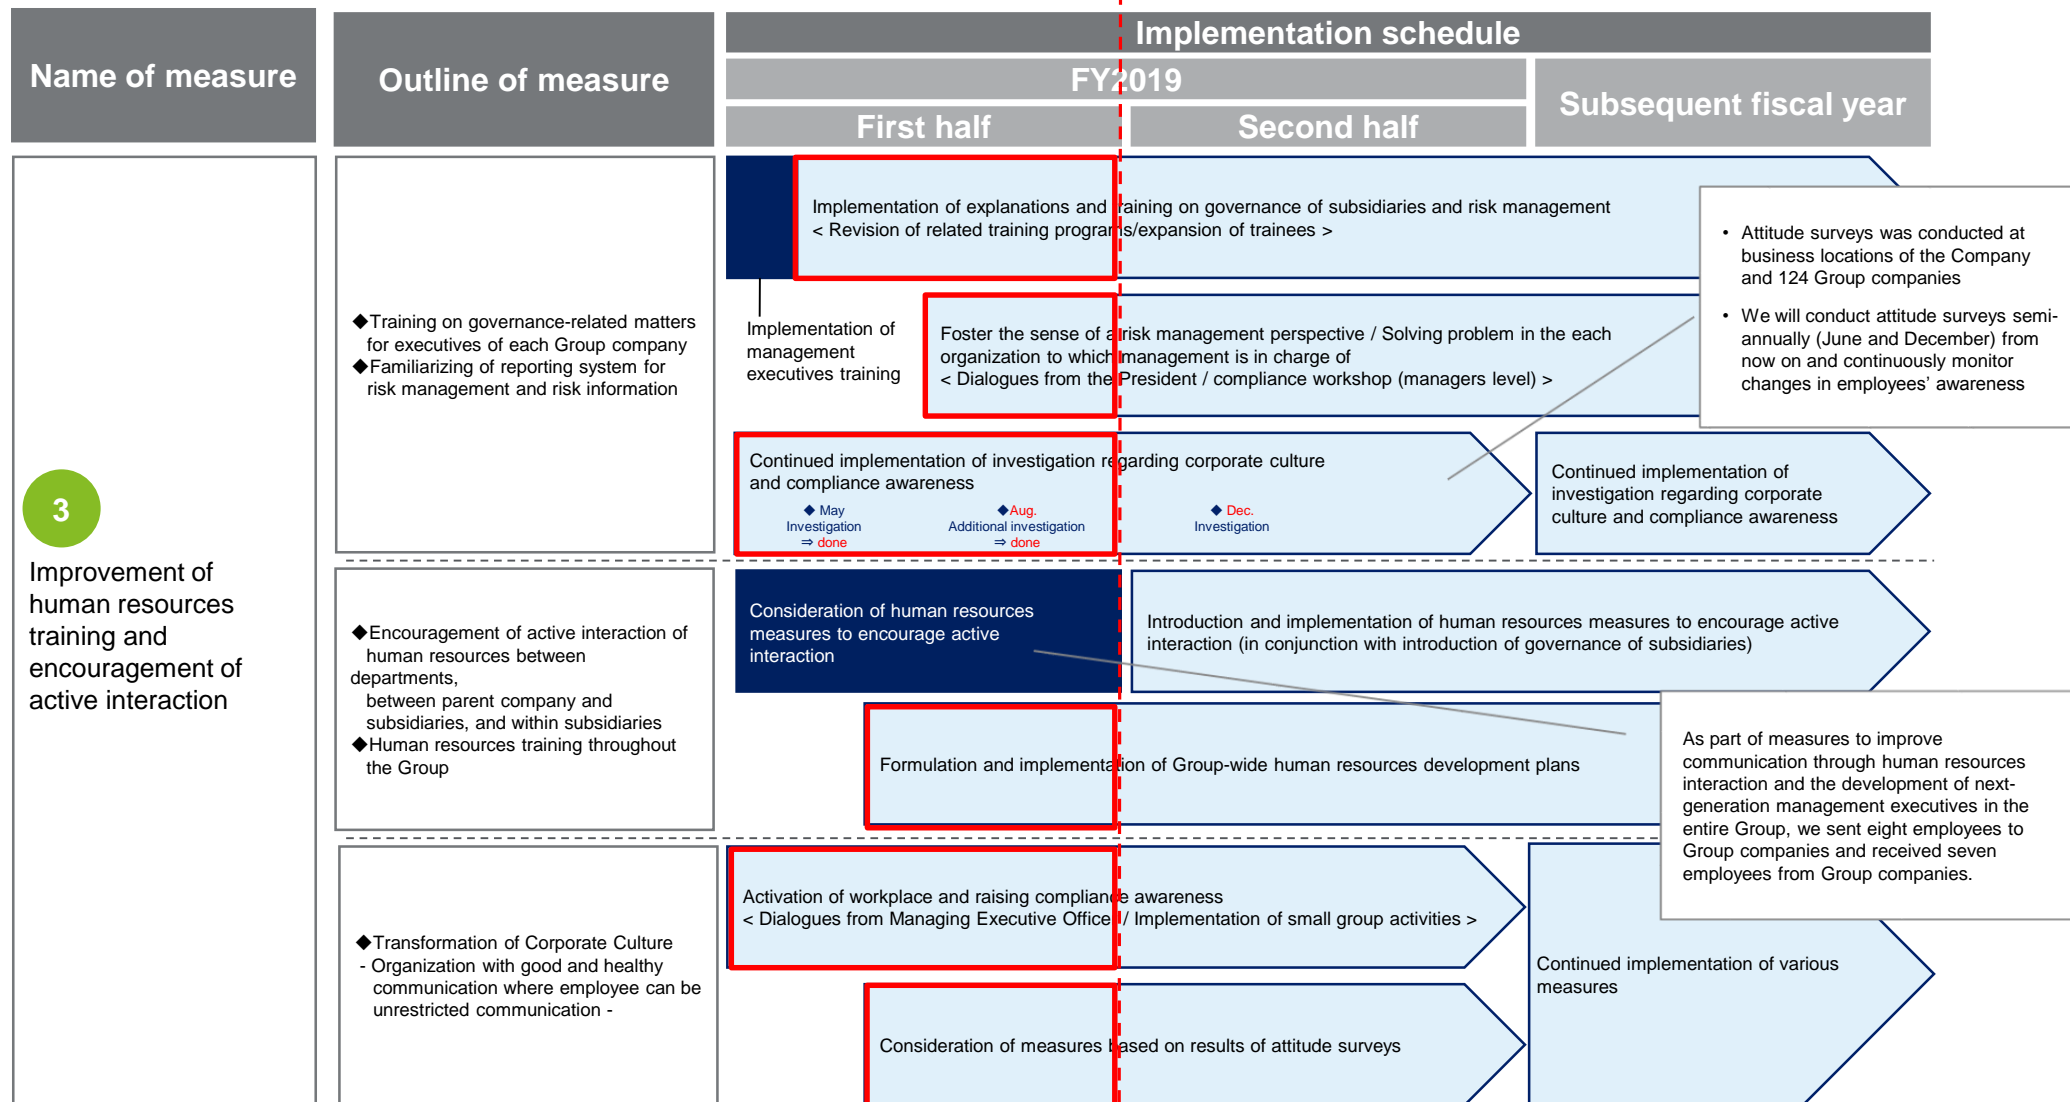 Name of measure
Outline of measure
Implementation schedule
FY2019
First half
Second half
Subsequent fiscal year
3
Improvement of
human resources
training and
encouragement of
active interaction
◆Training on governance-related matters
for executives of each Group company
◆Familiarizing of reporting system for
risk management and risk information
Implementation of explanations and training on governance of subsidiaries and risk management
< Revision of related training programs/expansion of trainees >
Implementation of
management
executives training
Foster the sense of a risk management perspective / Solving problem in the each
organization to which management is in charge of
< Dialogues from the President / compliance workshop (managers level) >
• Attitude surveys was conducted at
business locations of the Company
and 124 Group companies
• We will conduct attitude surveys semi-
annually (June and December) from
now on and continuously monitor
changes in employees’ awareness
Continued implementation of investigation regarding corporate culture
and compliance awareness
◆ May
Investigation
⇒ done
◆Aug.
Additional investigation
⇒ done
◆ Dec.
Investigation
Continued implementation of
investigation regarding corporate
culture and compliance awareness
◆Encouragement of active interaction of
human resources between
departments,
between parent company and
subsidiaries, and within subsidiaries
◆Human resources training throughout
the Group
Consideration of human resources
measures to encourage active
interaction
Introduction and implementation of human resources measures to encourage active
interaction (in conjunction with introduction of governance of subsidiaries)
Formulation and implementation of Group-wide human resources development plans
As part of measures to improve
communication through human resources
interaction and the development of next-
generation management executives in the
entire Group, we sent eight employees to
Group companies and received seven
employees from Group companies.
◆Transformation of Corporate Culture
- Organization with good and healthy
communication where employee can be
unrestricted communication -
Activation of workplace and raising compliance awareness
< Dialogues from Managing Executive Officer / Implementation of small group activities >
Consideration of measures based on results of attitude surveys
Continued implementation of various
measures